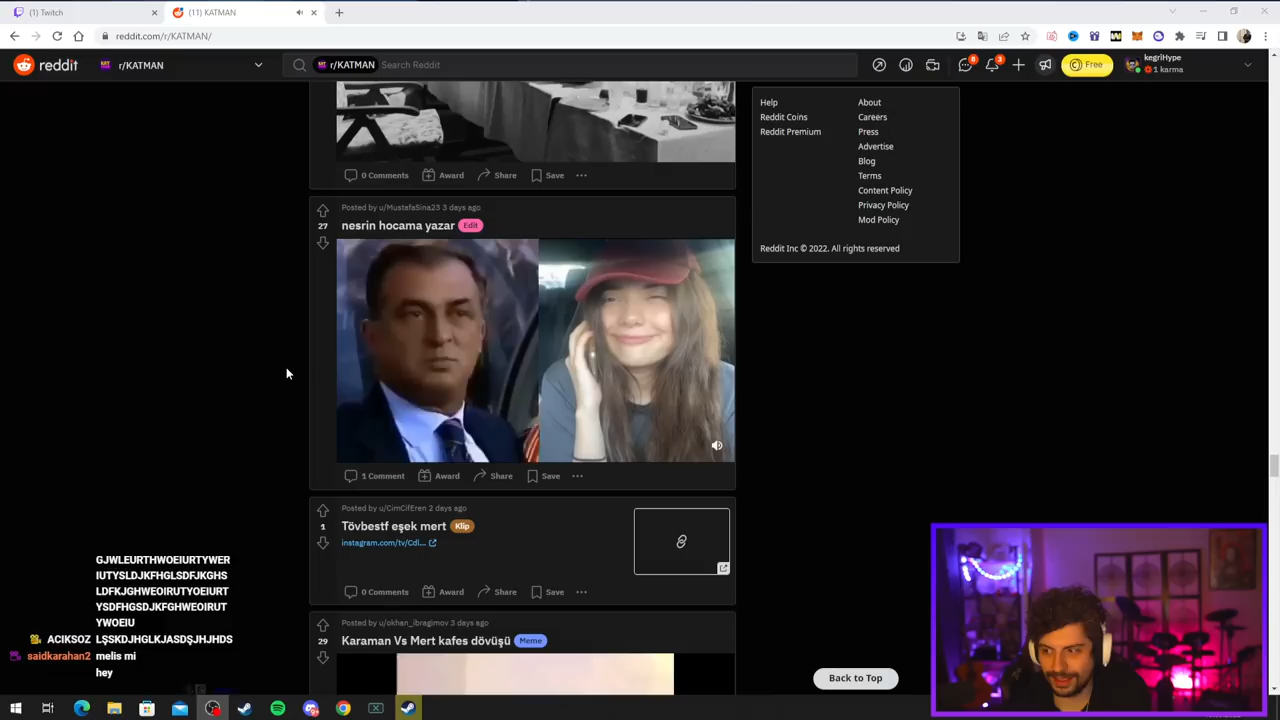 (1) Twitch
(11) KATMAN
reddit.com/r/KATMAN/
reddit
r/KATMAN
r/KATMAN
Search Reddit
8
3
Free
kegriHype
1 karma
Help
About
Reddit Coins
Careers
Reddit Premium
Press
Advertise
Blog
Terms
Content Policy
Privacy Policy
Mod Policy
Reddit Inc © 2022. All rights reserved
0 Comments Award Share Save
Posted by u/MustafaSina23 3 days ago
27
nesrin hocama yazar Edit
1 Comment Award Share Save
Posted by u/CimCifEren 2 days ago
1
Tövbestf eşek mert Klip
instagram.com/tv/Cdl...
0 Comments Award Share Save
Posted by u/okhan_ibragimov 3 days ago
29
Karaman Vs Mert kafes dövüşü Meme
Back to Top
GJWLEURTHWOEIURTYWER
IUTYSLDJKFHGLSDFJKGHS
LDFKJGHWEOIRUTYOEIURT
YSDFHGSDJKFGHWEOIRUT
YWOEIU
ACIKSOZ LŞSKDJHGLKJASDŞJHJHDS
saidkarahan2 melis mi
hey